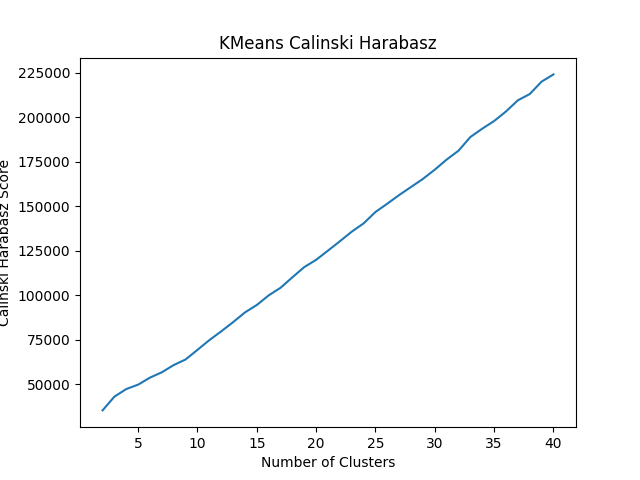 KMeans Calinski Harabasz
225000
200000
175000
150000
125000
100000
75000
50000
Calinski Harabasz Score
5 10 15 20 25 30 35 40
Number of Clusters